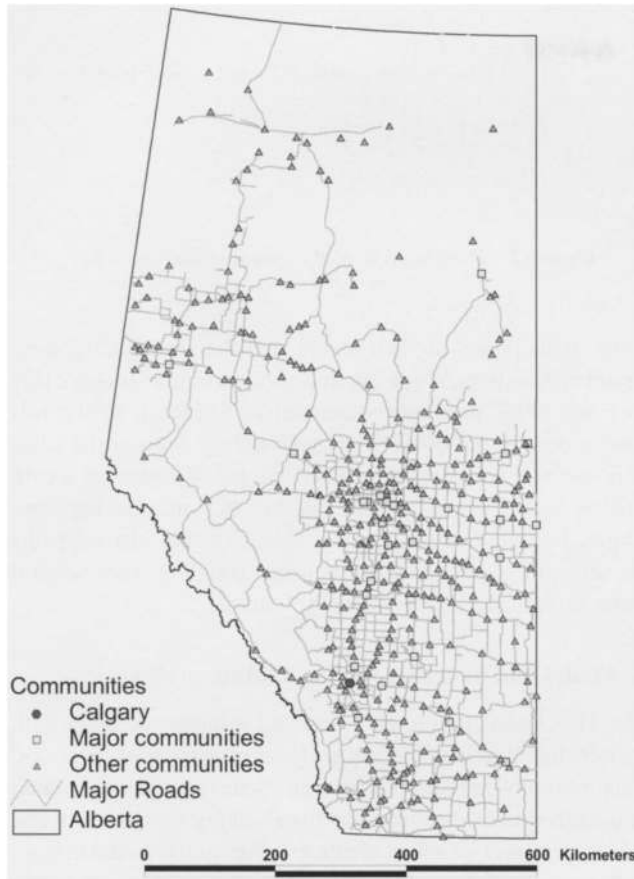 Communities
Calgary
Major communities
Other communities
Major Roads
Alberta
0 200 400 600 Kilometers